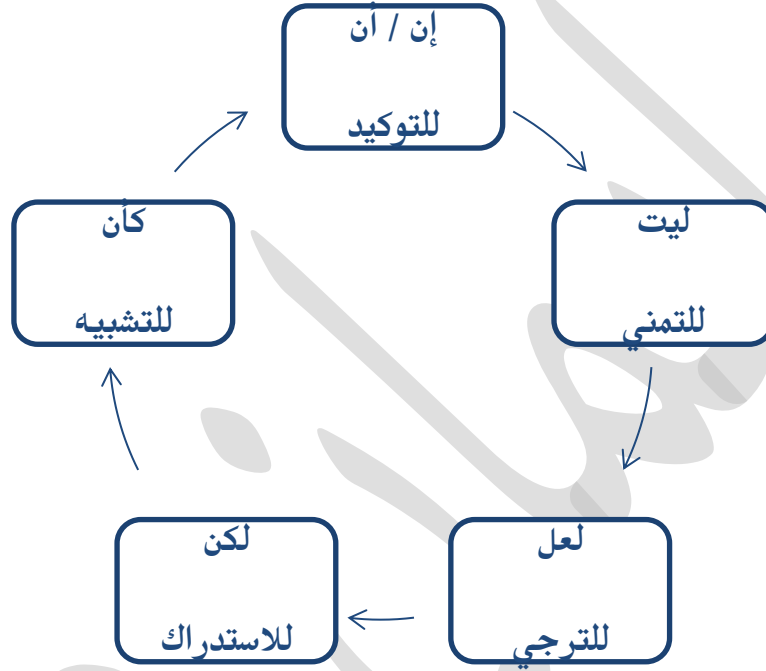 إن / أن
للتوكيد
ليت
للتمني
لعل
للترجي
لكن
للاستدراك
كأن
للتشبيه